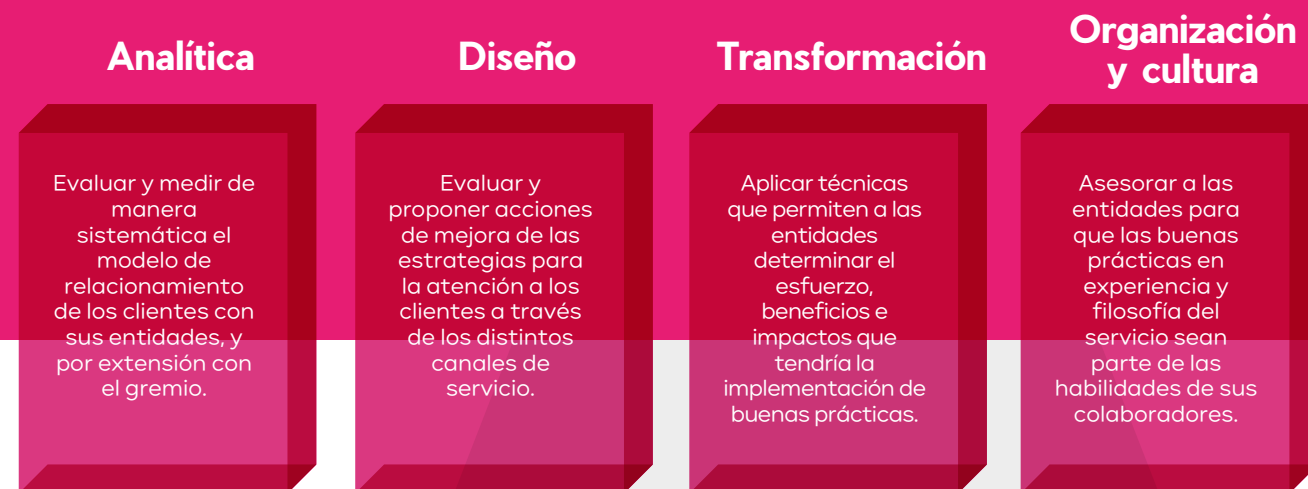 Analítica
Evaluar y medir de
manera
sistemática el
modelo de
relacionamiento
de los clientes con
sus entidades, y
por extensión con
el gremio.
Diseño
Evaluar y
proponer acciones
de mejora de las
estrategias para
la atención a los
clientes a través
de los distintos
canales de
servicio.
Transformación
Aplicar técnicas
que permiten a las
entidades
determinar el
esfuerzo,
beneficios e
impactos que
tendría la
implementación de
buenas prácticas.
Organización
y cultura
Asesorar a las
entidades para
que las buenas
prácticas en
experiencia y
filosofía del
servicio sean
parte de las
habilidades de sus
colaboradores.